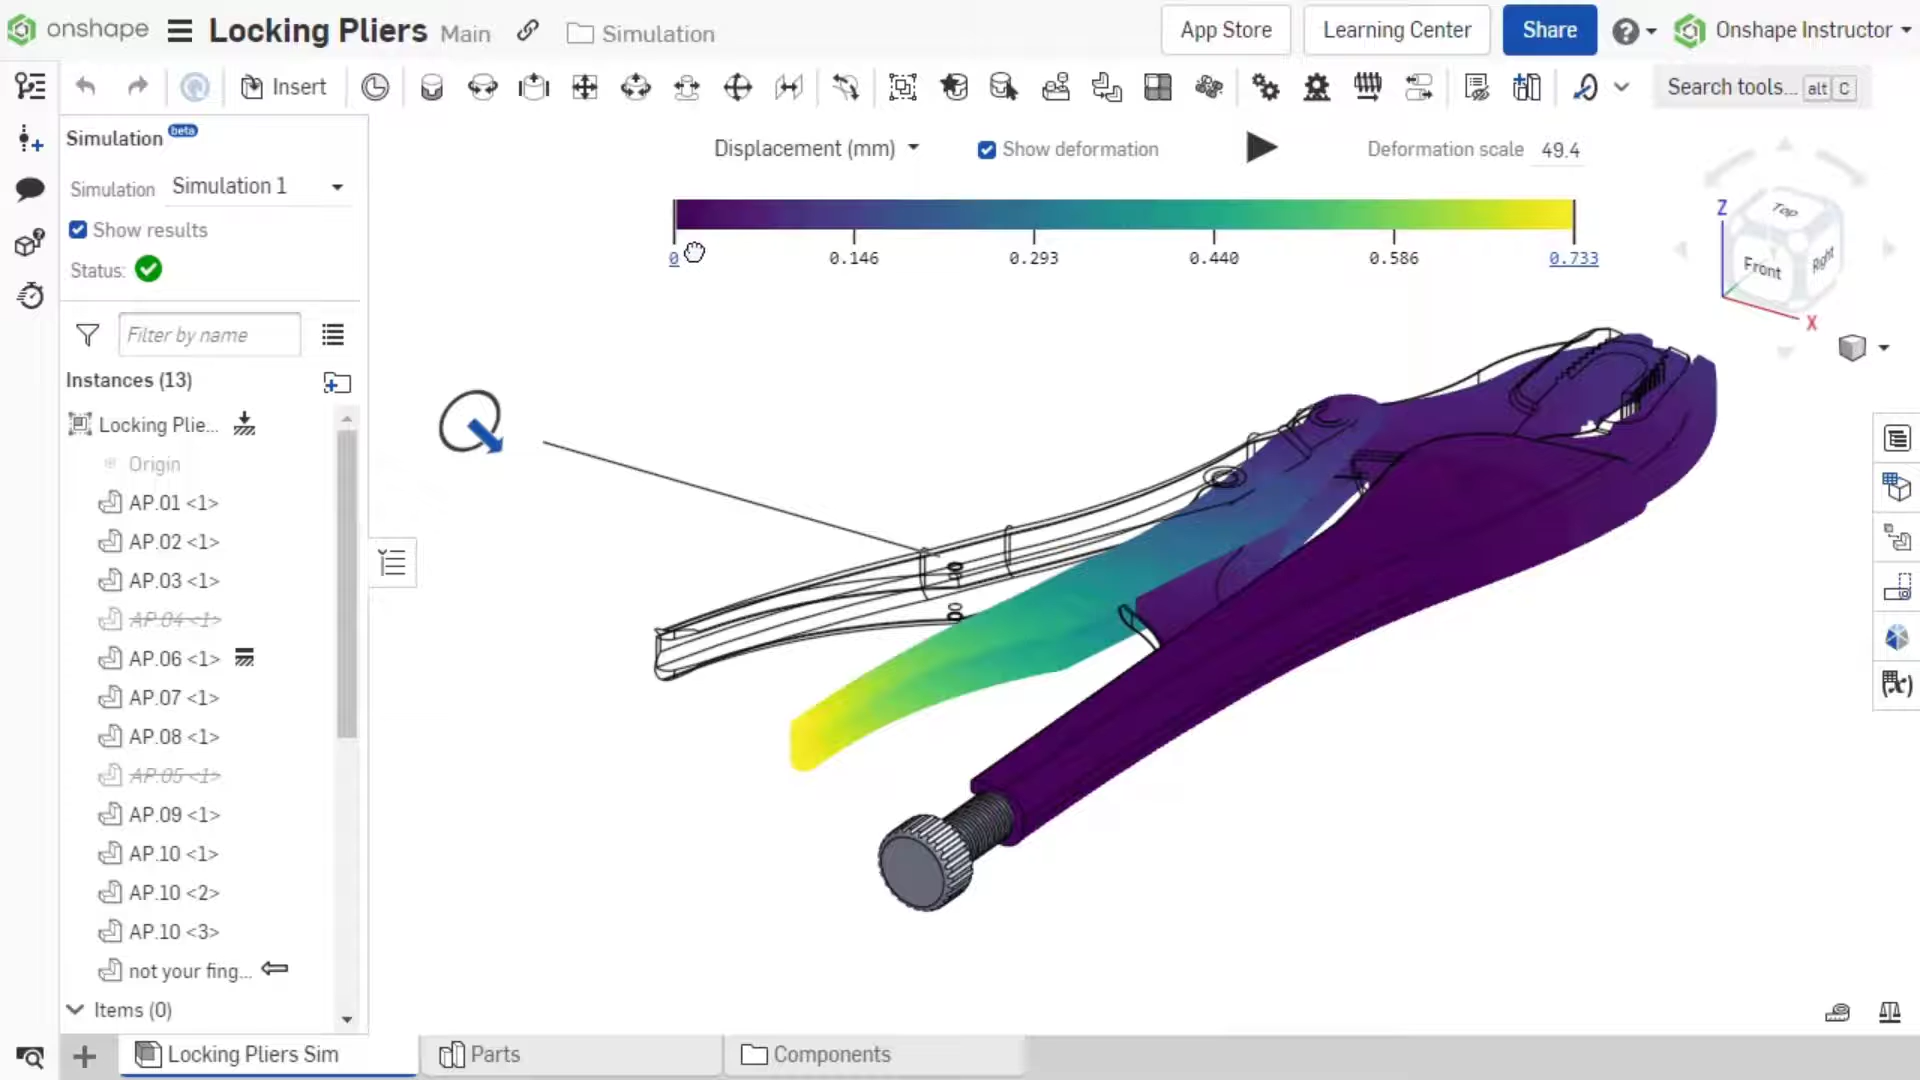 onshape
Locking Pliers Main
Simulation
App Store
Learning Center
Share
Onshape Instructor
Insert
Search tools... alt C
Simulation beta
Simulation Simulation 1
Show results
Status:
Filter by name
Instances (13)
Locking Plie...
Origin
AP.01 <1>
AP.02 <1>
AP.03 <1>
AP.04 <1>
AP.06 <1>
AP.07 <1>
AP.08 <1>
AP.05 <1>
AP.09 <1>
AP.10 <1>
AP.10 <2>
AP.10 <3>
not your fing...
Items (0)
Displacement (mm)
Show deformation
Deformation scale 49.4
0 0.146 0.293 0.440 0.586 0.733
Z
Top
Front
Right
X
(x)
Locking Pliers Sim
Parts
Components